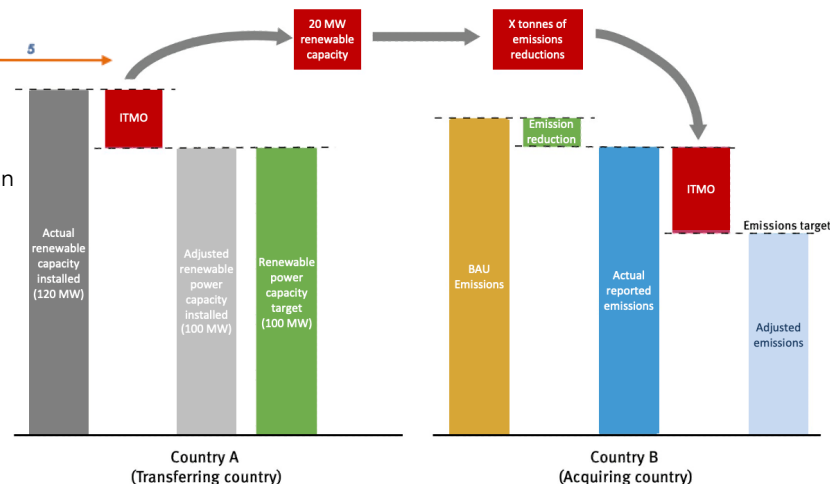 20 MW
renewable
capacity
X tonnes of
emissions
reductions
5
ITMO
Emission
reduction
n
ITMO
Actual
renewable
capacity
installed
(120 MW)
Adjusted
renewable
power
capacity
installed
(100 MW)
Renewable
power
capacity
target
(100 MW)
BAU
Emissions
Actual
reported
emissions
Emissions target
Adjusted
emissions
Country A
(Transferring country)
Country B
(Acquiring country)